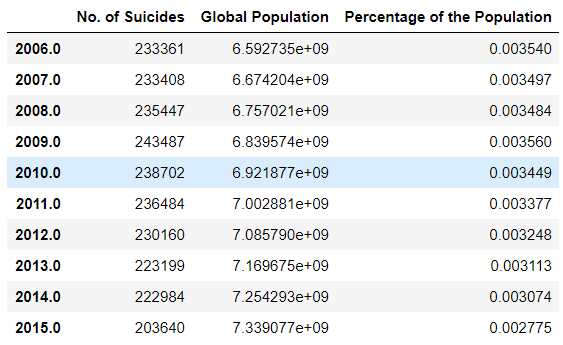 No. of Suicides Global Population Percentage of the Population
2006.0 233361 6.592735e+09 0.003540
2007.0 233408 6.674204e+09 0.003497
2008.0 235447 6.757021e+09 0.003484
2009.0 243487 6.839574e+09 0.003560
2010.0 238702 6.921877e+09 0.003449
2011.0 236484 7.002881e+09 0.003377
2012.0 230160 7.085790e+09 0.003248
2013.0 223199 7.169675e+09 0.003113
2014.0 222984 7.254293e+09 0.003074
2015.0 203640 7.339077e+09 0.002775